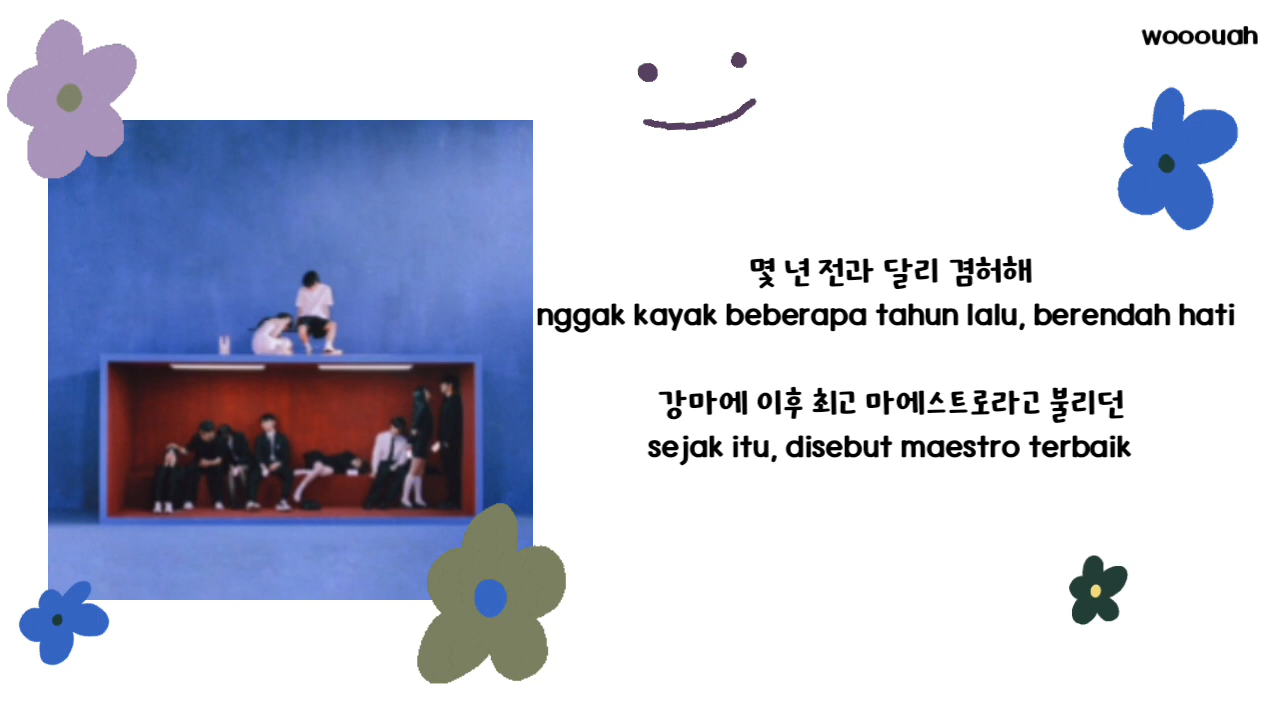 wooouah
몇 년 전과 달리 겸허해
nggak kayak beberapa tahun lalu, berendah hati
강마에 이후 최고 마에스트로라고 불리던
sejak itu, disebut maestro terbaik